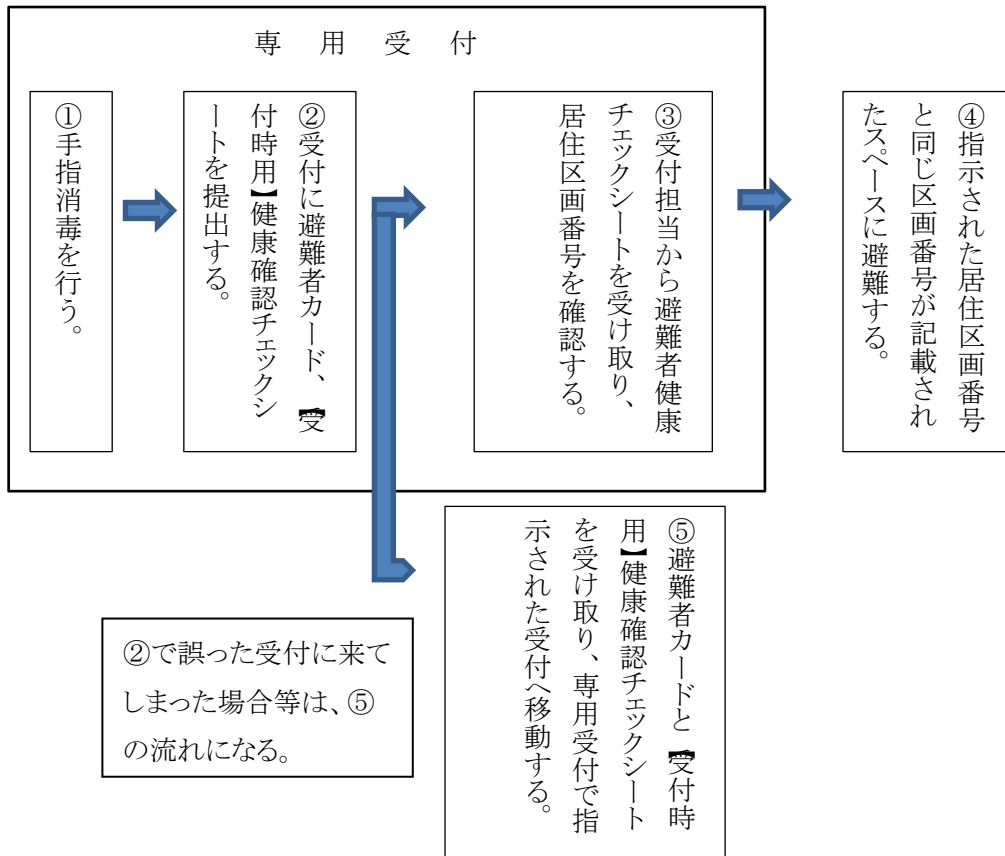 専用受付
①手指消毒を行う。
②受付に避難者カード、【受
付時用】健康確認チェックシ
ートを提出する。
③受付担当から避難者健康
チェックシートを受け取り、
居住区画番号を確認する。
④指示された居住区画番号
と同じ区画番号が記載され
たスペースに避難する。
⑤避難者カードと【受付時
用】健康確認チェックシート
を受け取り、専用受付で指
示された受付へ移動する。
②で誤った受付に来て
しまった場合等は、⑤
の流れになる。